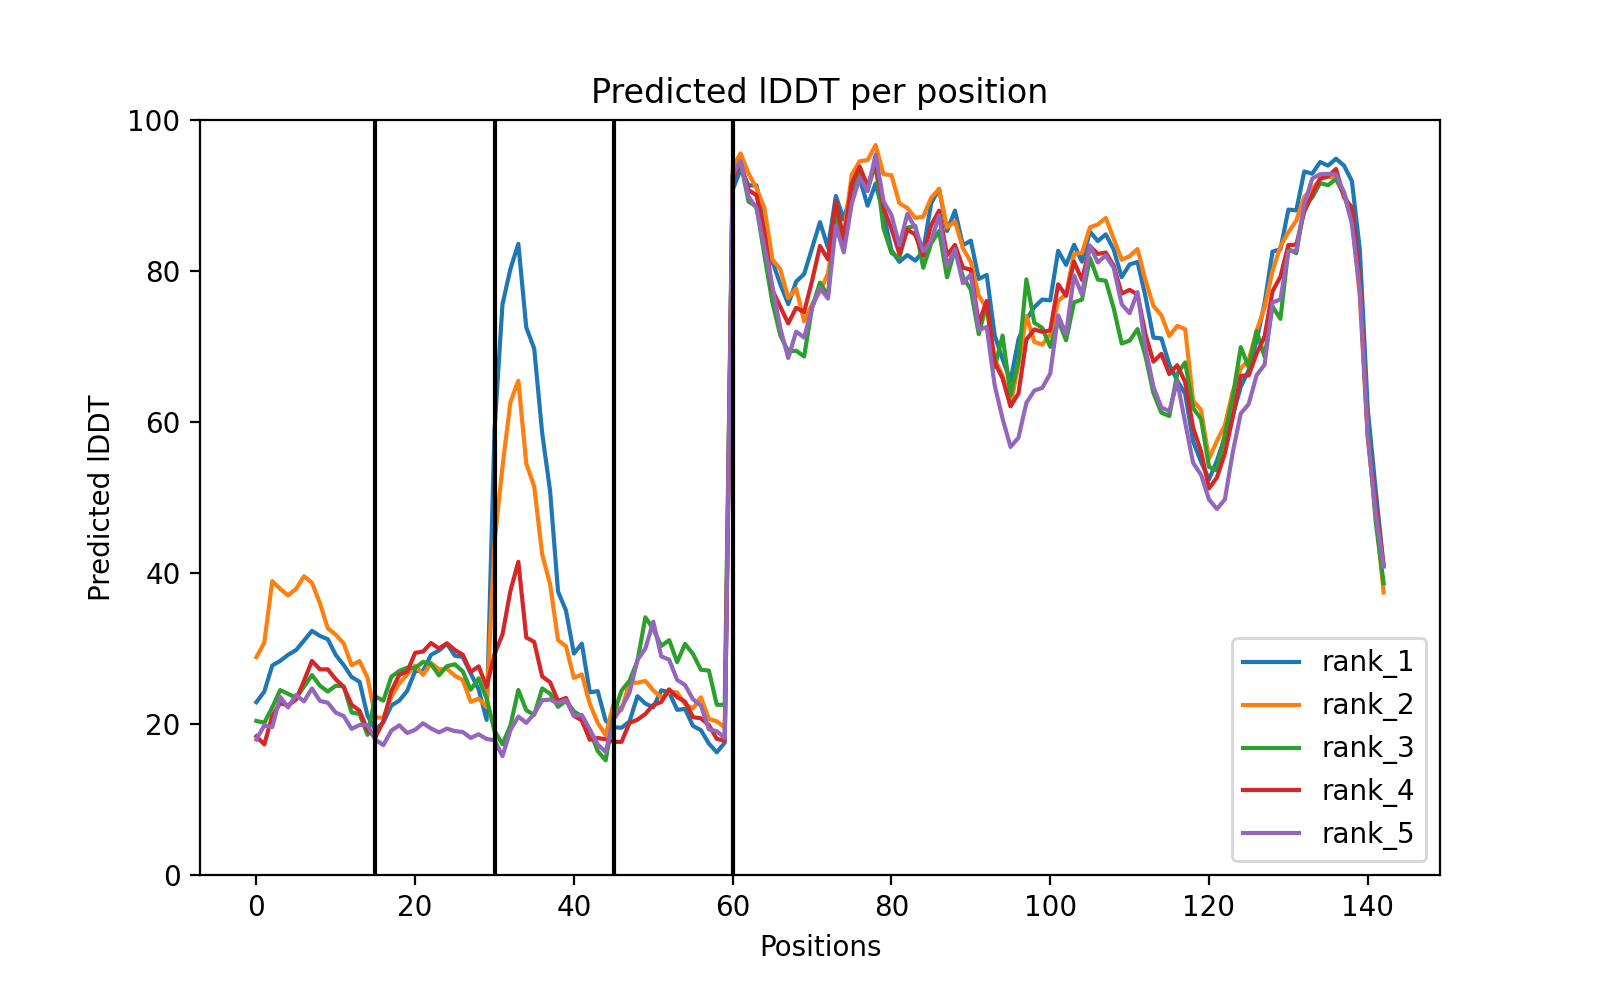 Predicted lDDT per position
100
80
60
40
20
0
Predicted lDDT
0 20 40 60 80 100 120 140
Positions
rank_1
rank_2
rank_3
rank_4
rank_5